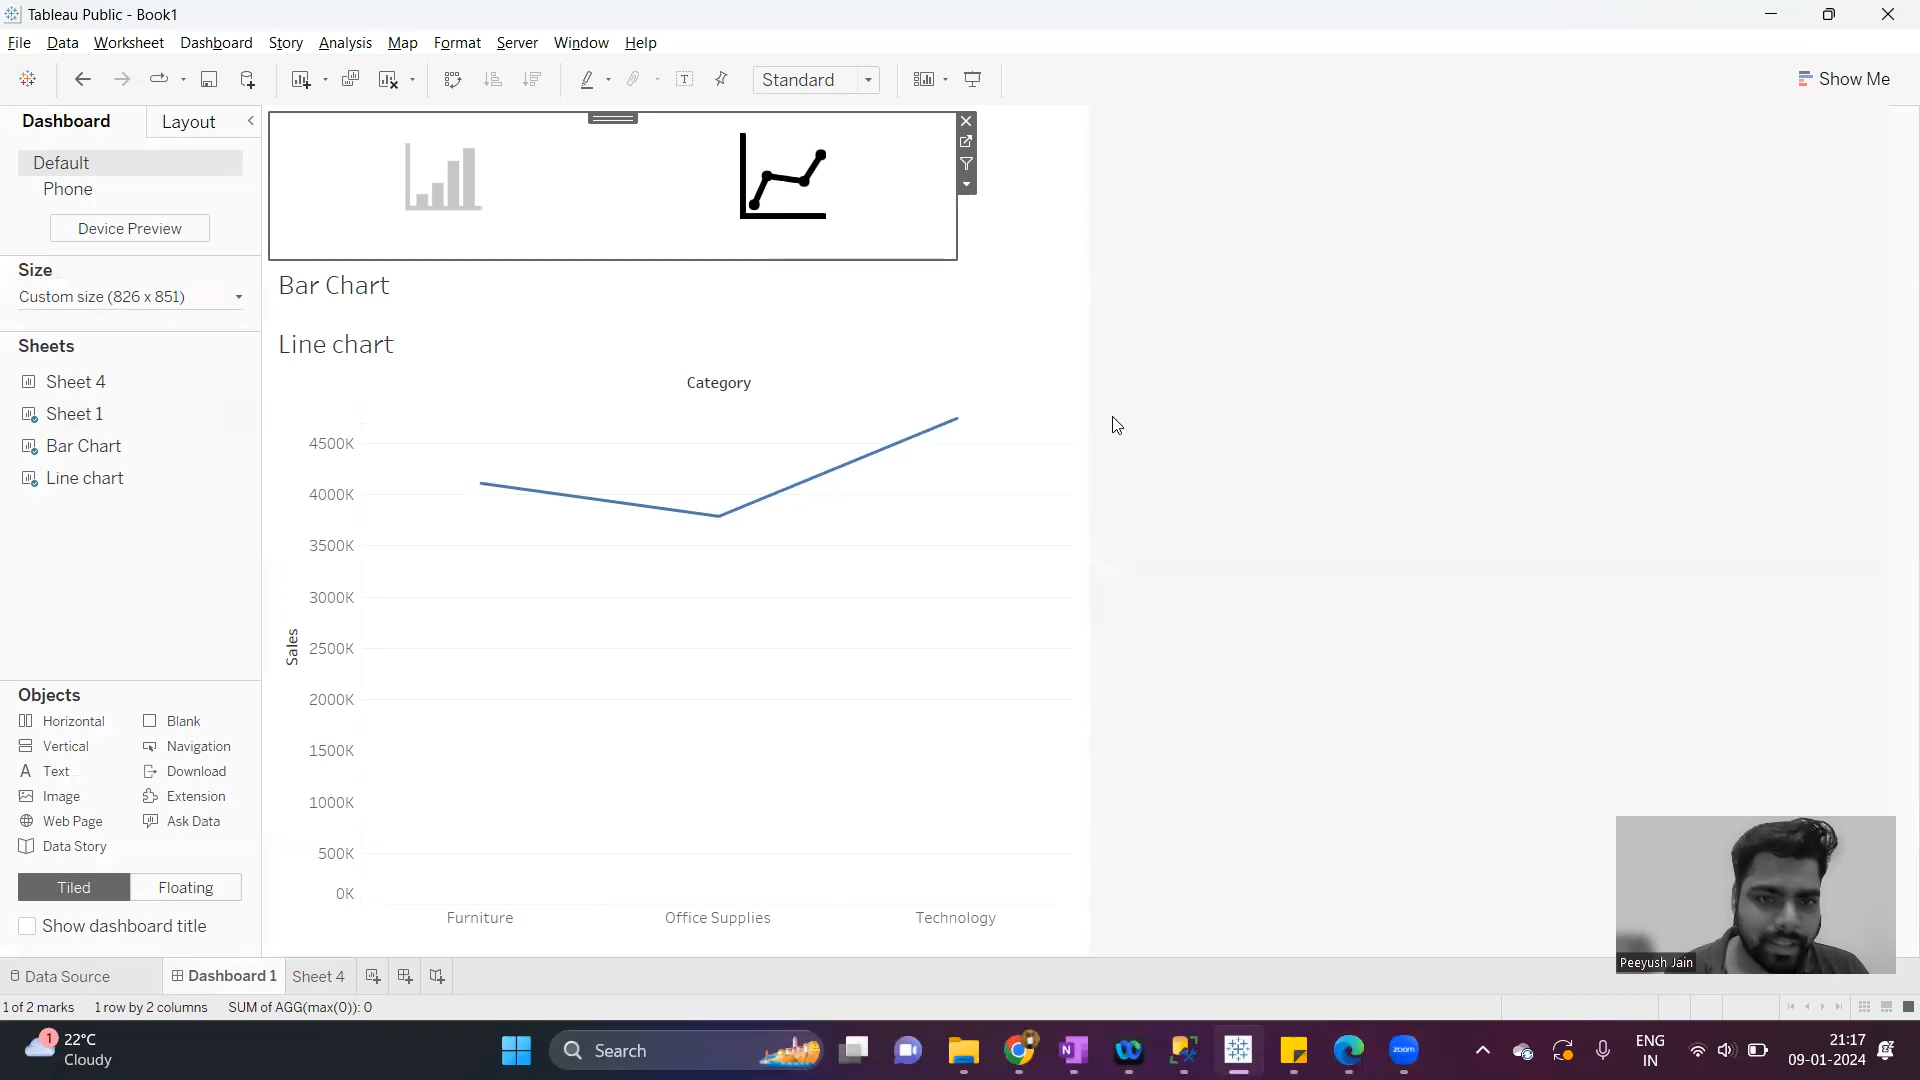 Tableau Public - Book1
File Data Worksheet Dashboard Story Analysis Map Format Server Window Help
Standard
Show Me
Dashboard Layout
Default
Phone
Device Preview
Size
Custom size (826 x 851)
Sheets
Sheet 4
Sheet 1
Bar Chart
Line chart
Objects
Horizontal Blank
Vertical Navigation
Text Download
Image Extension
Web Page Ask Data
Data Story
Tiled Floating
Show dashboard title
Bar Chart
Line chart
Category
4500K
4000K
3500K
3000K
2500K
2000K
1500K
1000K
500K
0K
Sales
Furniture Office Supplies Technology
Peeyush Jain
Data Source Dashboard 1 Sheet 4
1 of 2 marks 1 row by 2 columns SUM of AGG(max(0)): 0
1
22°C
Cloudy
Search
zoom
ENG
IN
21:17
09-01-2024